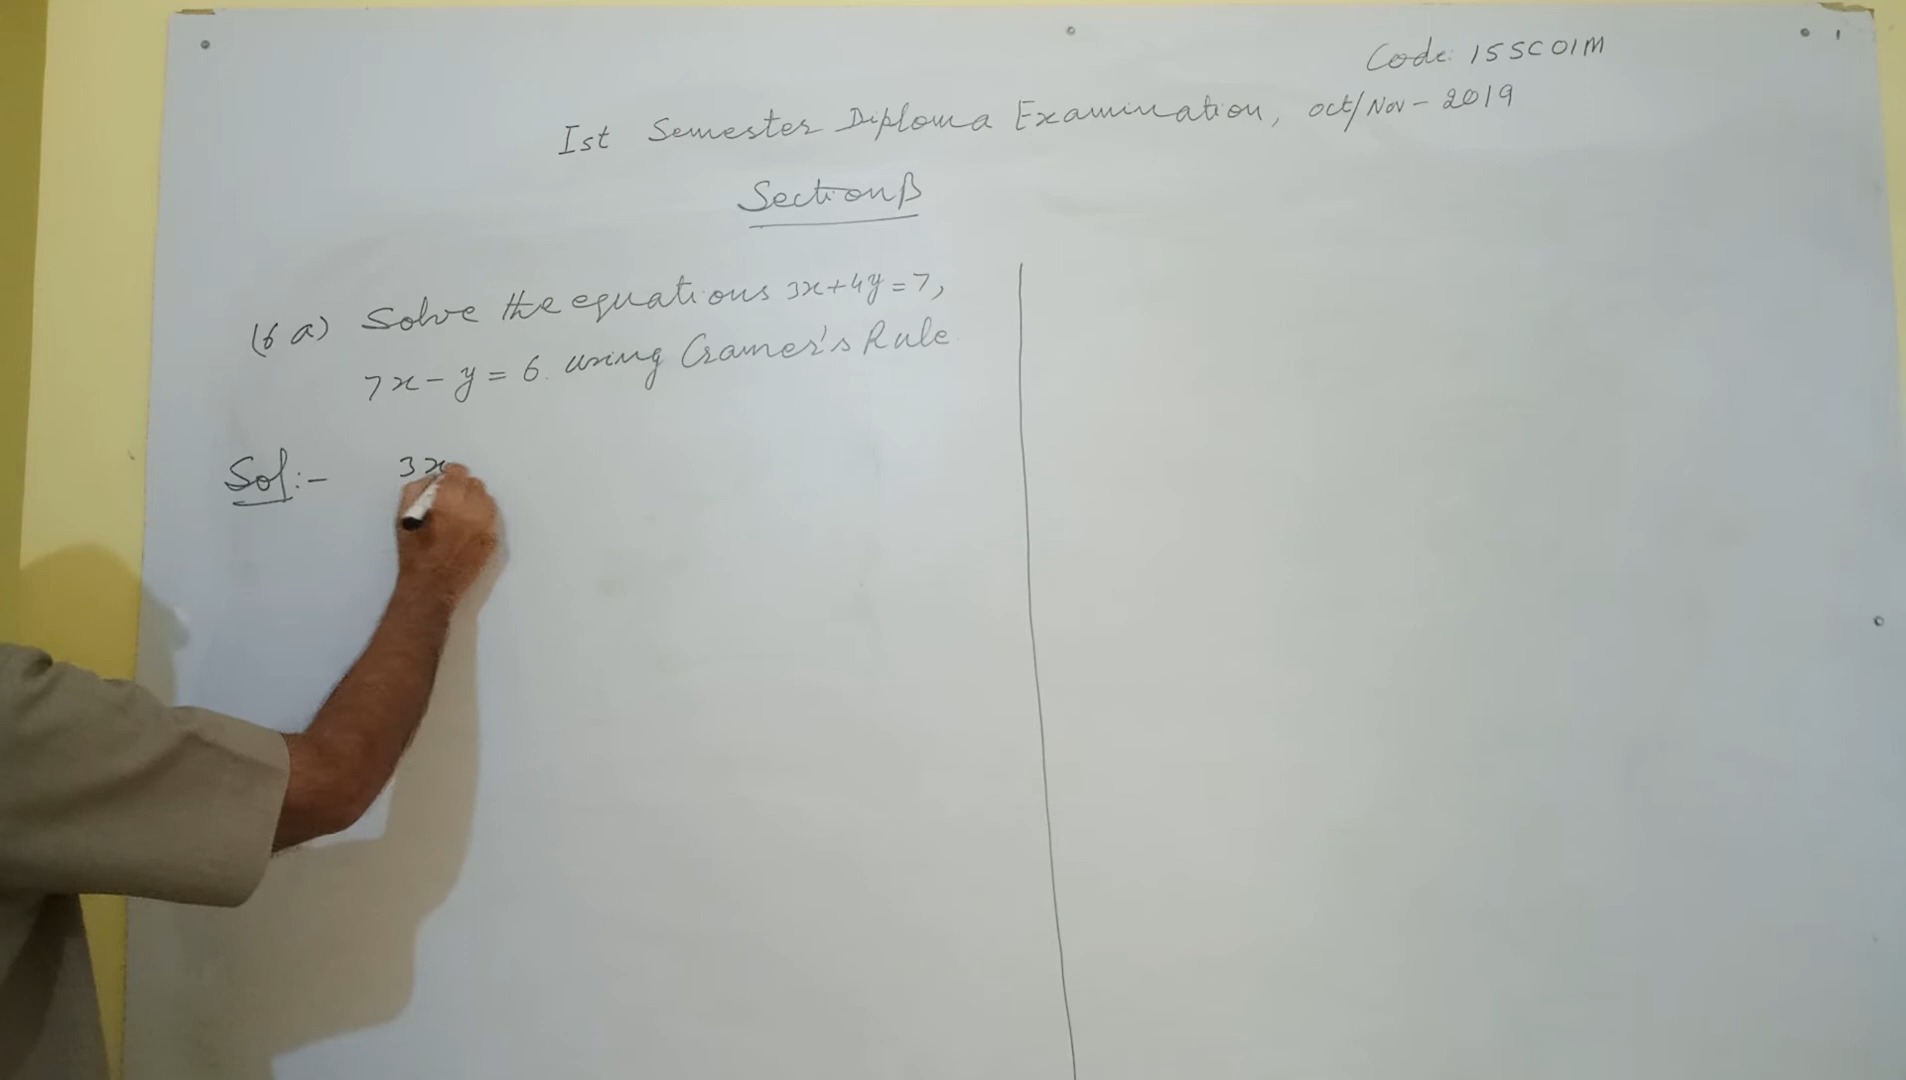 Code: 15SC01M
Ist Semester Diploma Examination, oct/Nov-2019
Section B
(6 a) Solve the equations 3x+4y=7,
7x-y=6. using Cramer's Rule
Sol:- 3x